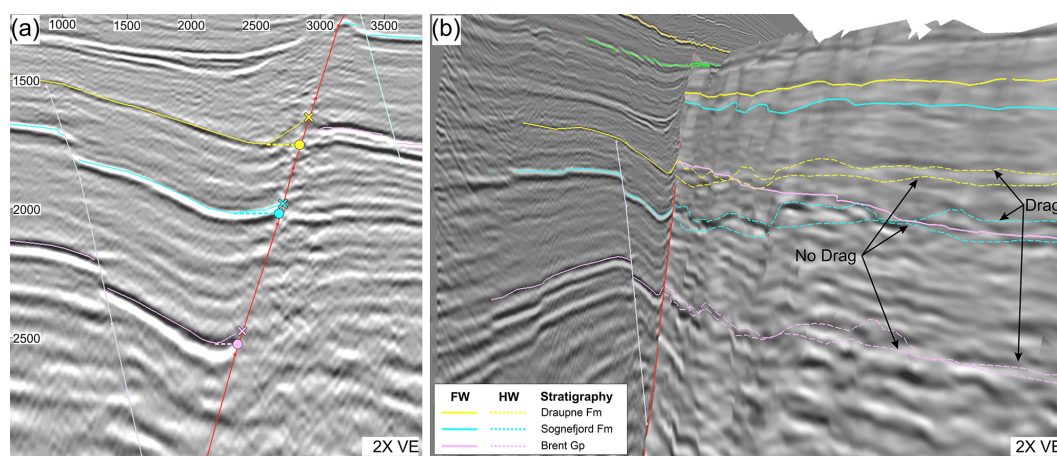 (a)
1000 1500 2000 2500 3000 3750
1500
2000
2500
2X VE
(b)
Drag
No Drag
FW HW Stratigraphy
Draupne Fm
Sognefjord Fm
Brent Gp
2X VE